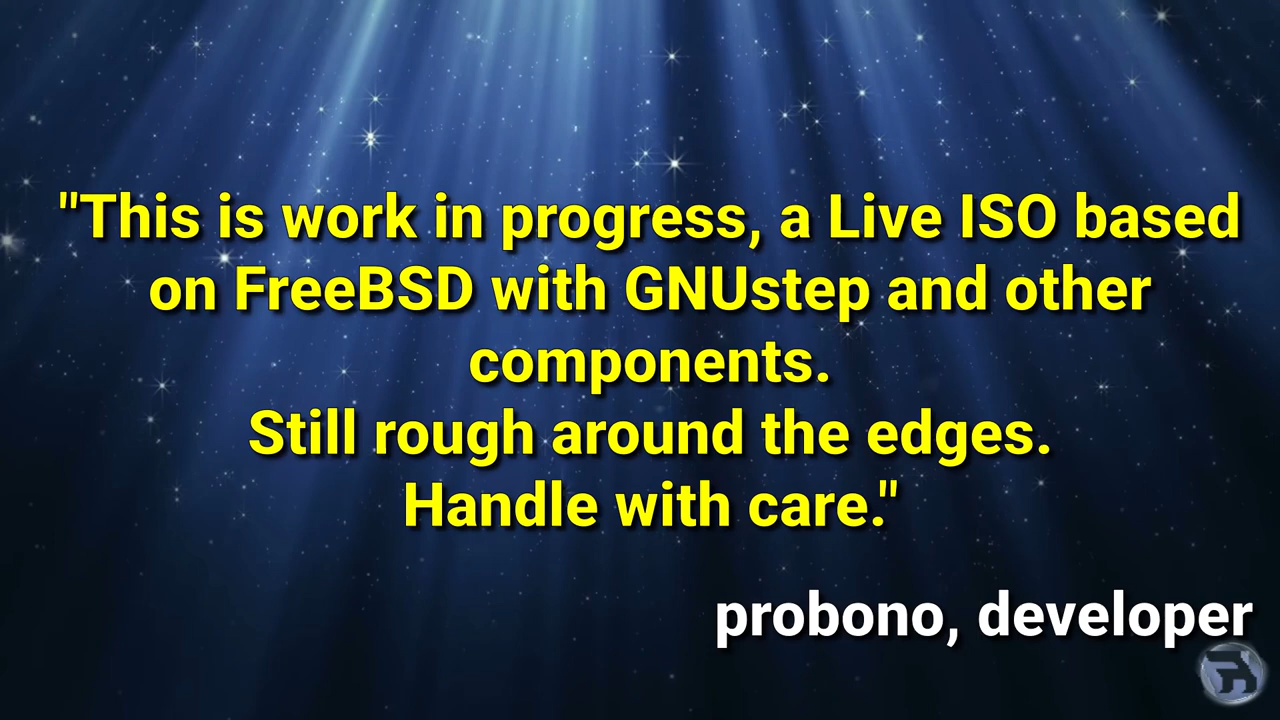 "This is work in progress, a Live ISO based
on FreeBSD with GNUstep and other
components.
Still rough around the edges.
Handle with care."
probono, developer